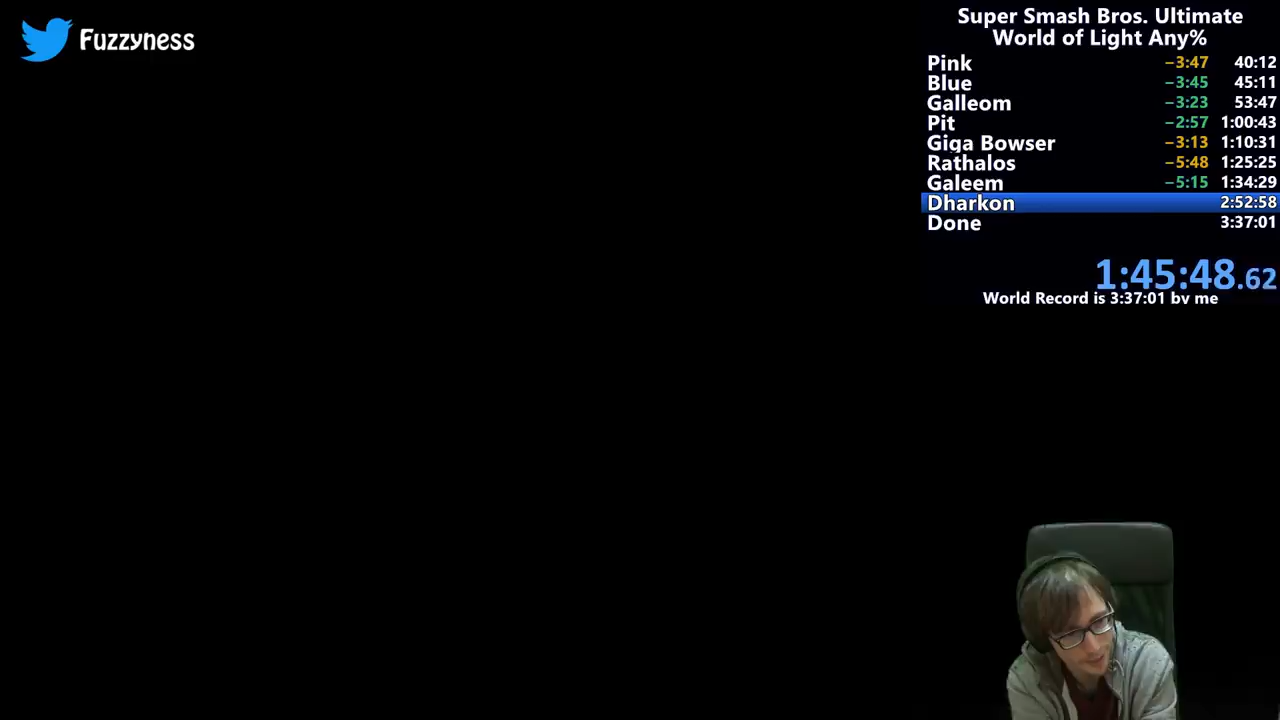 Fuzzyness
Super Smash Bros. Ultimate
World of Light Any%
Pink −3:47 40:12
Blue −3:45 45:11
Galleom −3:23 53:47
Pit −2:57 1:00:43
Giga Bowser −3:13 1:10:31
Rathalos −5:48 1:25:25
Galeem −5:15 1:34:29
Dharkon 2:52:58
Done 3:37:01
1:45:48.62
World Record is 3:37:01 by me